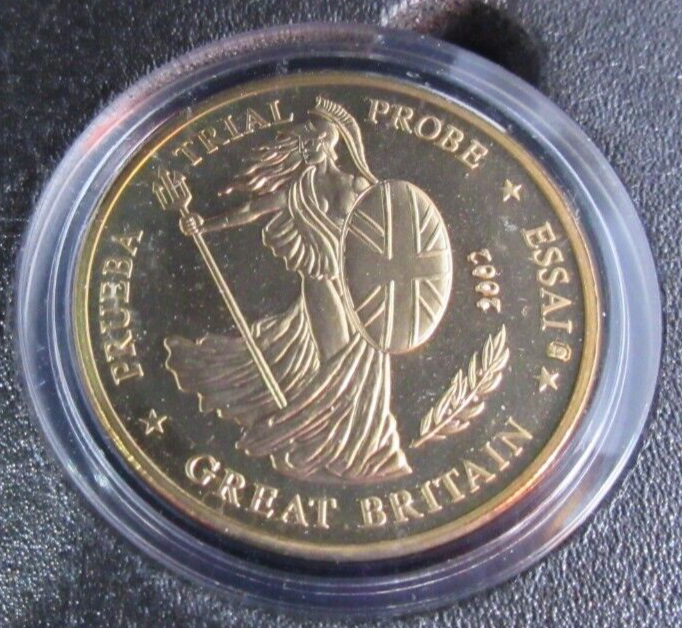 PRUEBA TRIAL PROBE ★ ESSAI
★ GREAT BRITAIN ★
2002